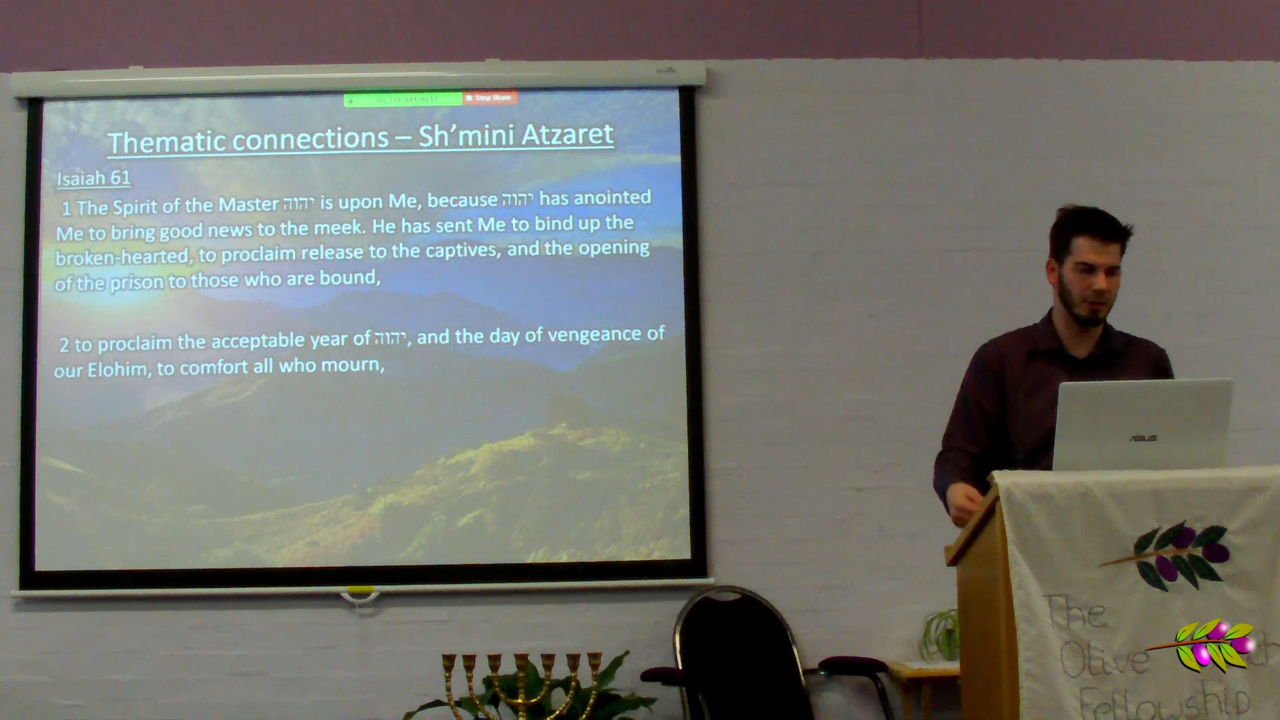 Stop Share
Thematic connections – Sh'mini Atzaret
Isaiah 61
1 The Spirit of the Master יהוה is upon Me, because יהוה has anointed
Me to bring good news to the meek. He has sent Me to bind up the
broken-hearted, to proclaim release to the captives, and the opening
of the prison to those who are bound,
2 to proclaim the acceptable year of יהוה, and the day of vengeance of
our Elohim, to comfort all who mourn,
ASUS
The
Olive
Fellowship